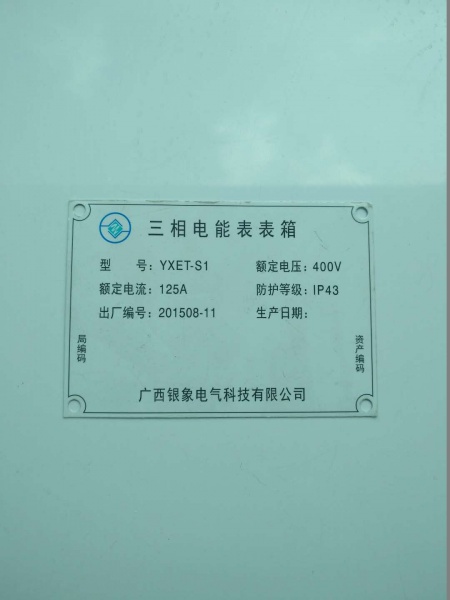 三相电能表表箱
型 号: YXET-S1 额定电压: 400V
额定电流: 125A 防护等级: IP43
出厂编号: 201508-11 生产日期:
局编码
资产编码
广西银象电气科技有限公司